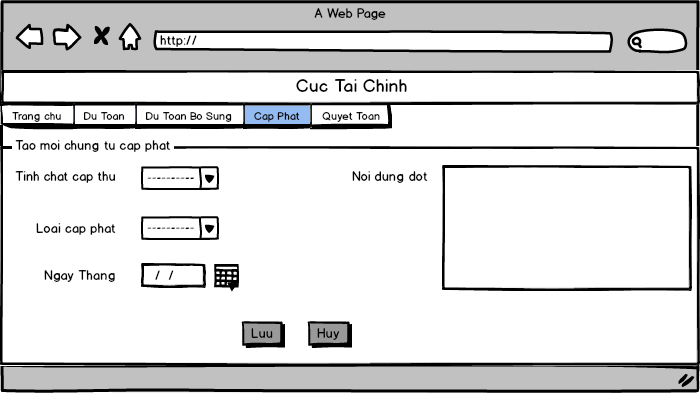 A Web Page
http://
Cuc Tai Chinh
Trang chu Du Toan Du Toan Bo Sung Cap Phat Quyet Toan
Tao moi chung tu cap phat
Tinh chat cap thu ---------- Noi dung dot
Loai cap phat ----------
Ngay Thang / /
Luu Huy